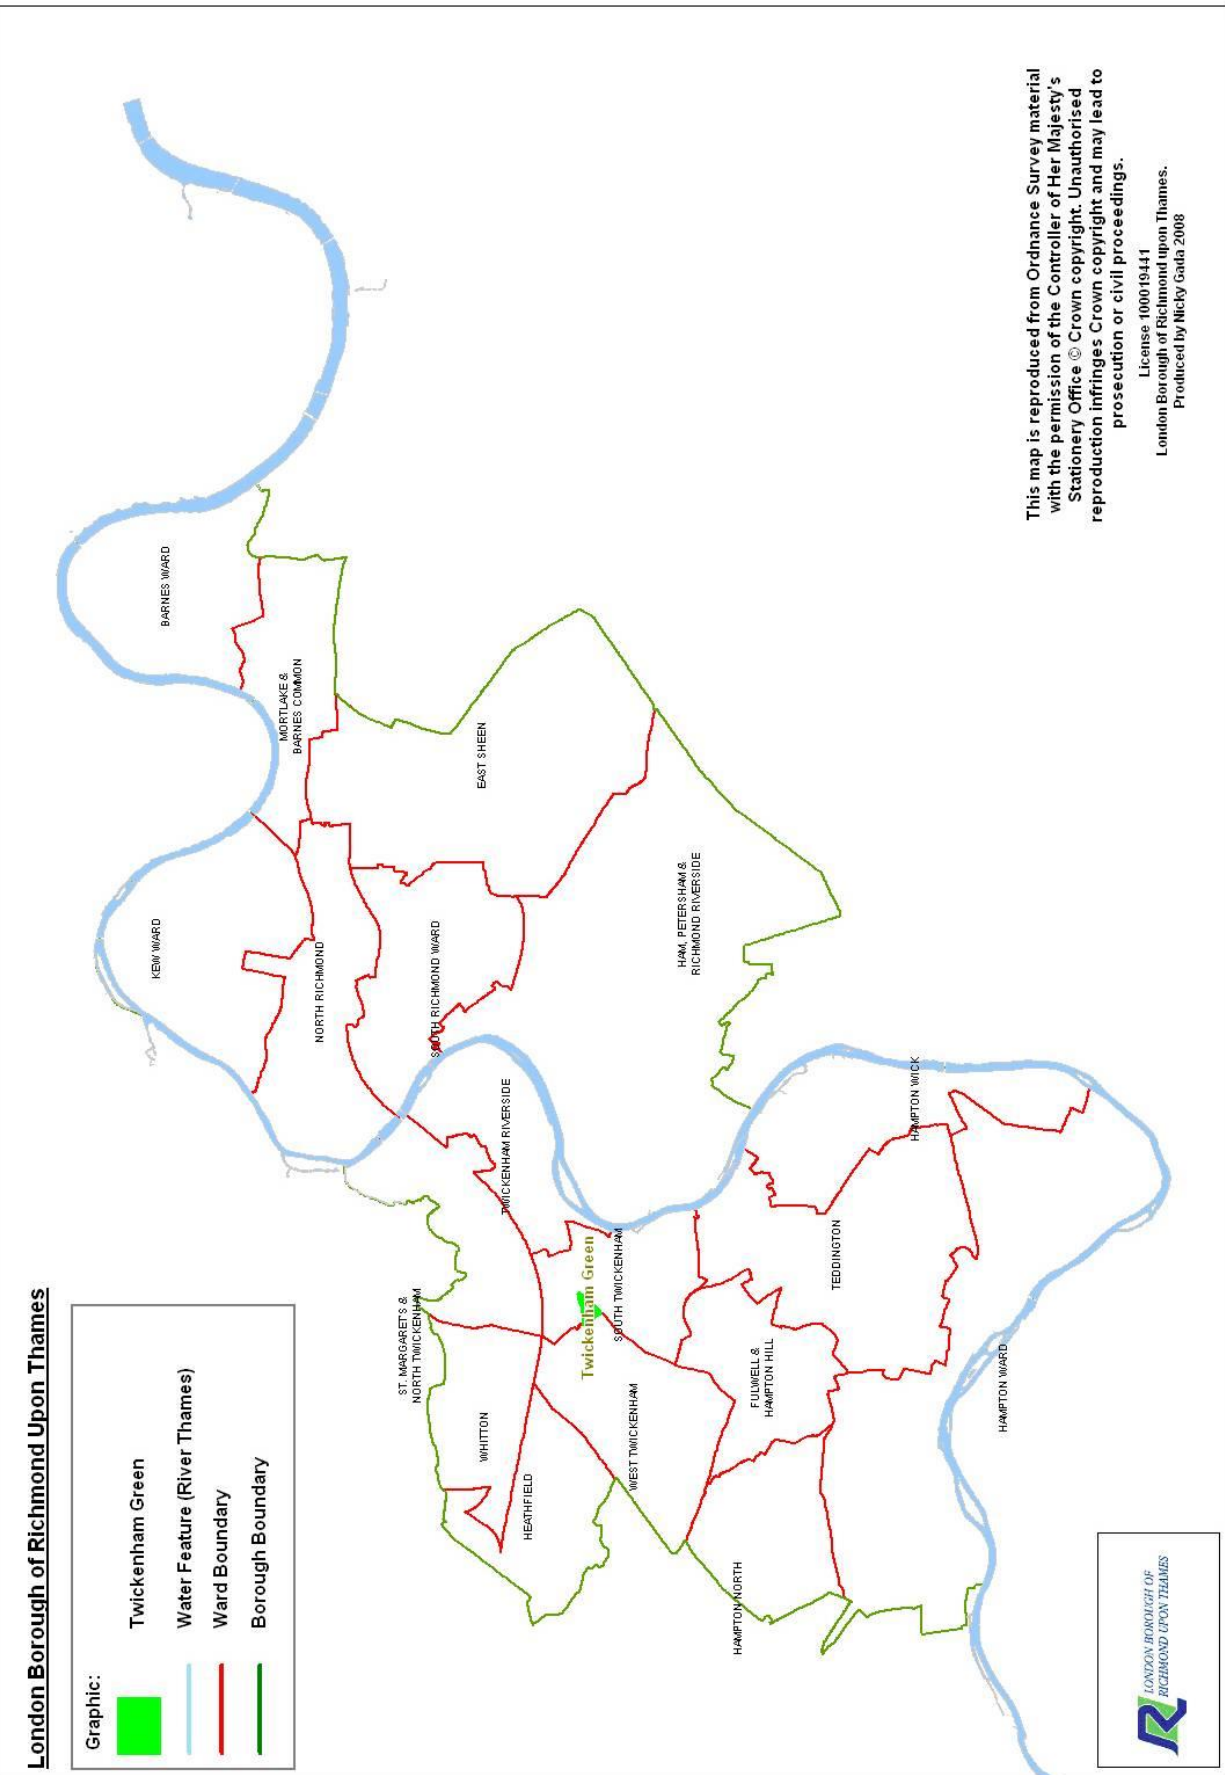 London Borough of Richmond Upon Thames
Graphic:
Twickenham Green
Water Feature (River Thames)
Ward Boundary
Borough Boundary
BARNES WARD
MORTLAKE &
BARNES COMMON
KEW WARD
NORTH RICHMOND
EAST SHEEN
SOUTH RICHMOND WARD
HAM, PETERSHAM &
RICHMOND RIVERSIDE
TWICKENHAM RIVERSIDE
ST. MARGARETS &
NORTH TWICKENHAM
WHITTON
HEATHFIELD
Twickenham Green
SOUTH TWICKENHAM
WEST TWICKENHAM
FULWELL &
HAMPTON HILL
TEDDINGTON
HAMPTON WICK
HAMPTON NORTH
HAMPTON WARD
This map is reproduced from Ordnance Survey material
with the permission of the Controller of Her Majesty's
Stationery Office © Crown copyright. Unauthorised
reproduction infringes Crown copyright and may lead to
prosecution or civil proceedings.
License 100019441
London Borough of Richmond upon Thames.
Produced by Nicky Gada 2008
LONDON BOROUGH OF
RICHMOND UPON THAMES